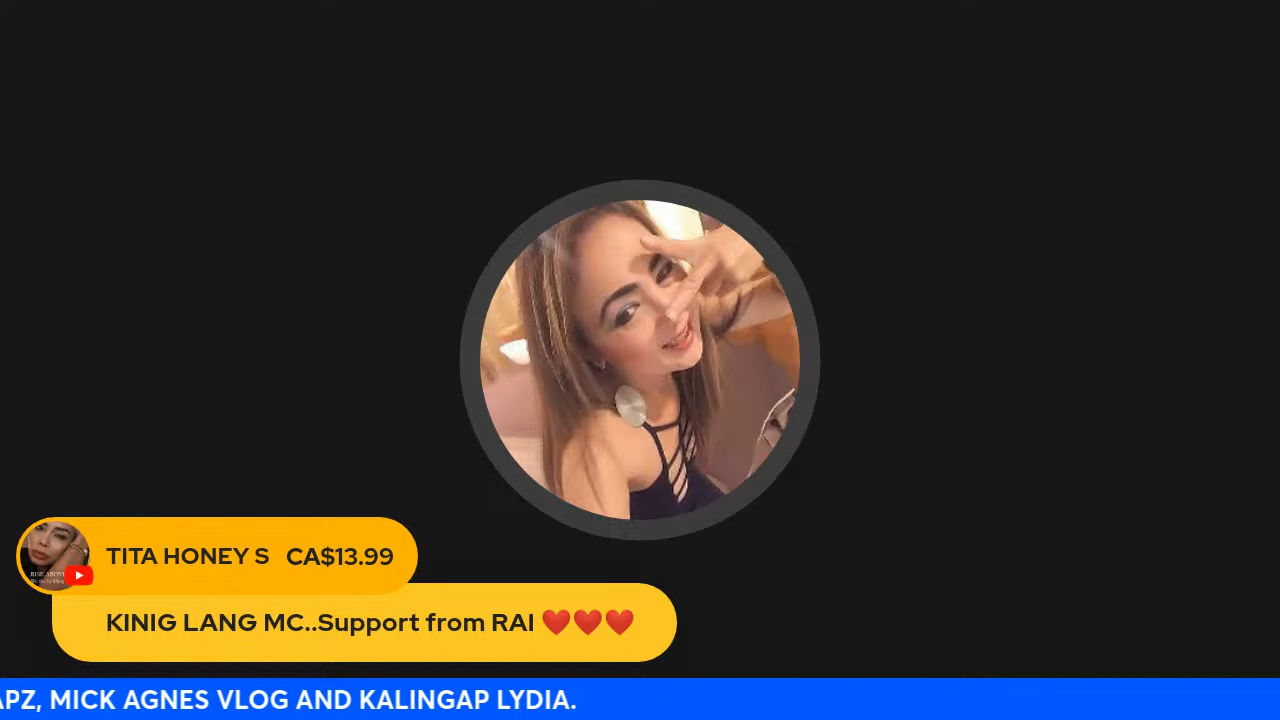 TITA HONEY S CA$13.99
KINIG LANG MC..Support from RAI ❤️❤️❤️
APZ, MICK AGNES VLOG AND KALINGAP LYDIA.